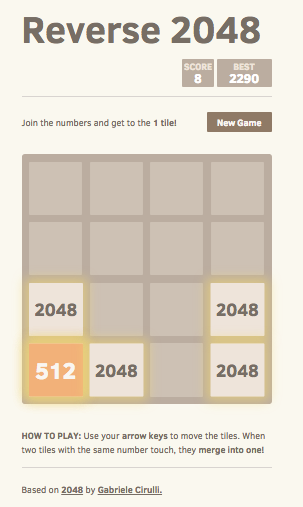 Reverse 2048
SCORE BEST
8 2290
Join the numbers and get to the 1 tile! New Game
2048 2048
512 2048 2048
HOW TO PLAY: Use your arrow keys to move the tiles. When
two tiles with the same number touch, they merge into one!
Based on 2048 by Gabriele Cirulli.